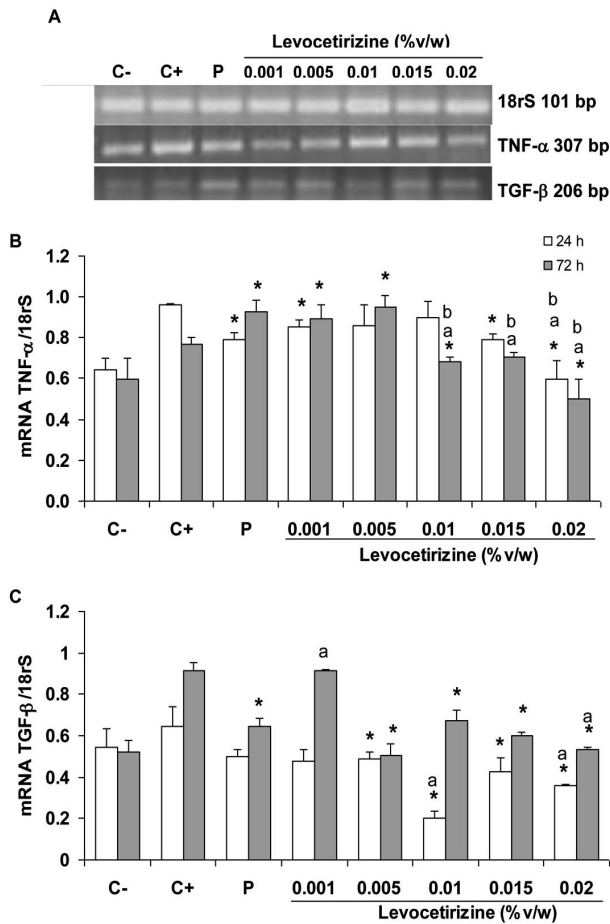 A
Levocetirizine (%v/w)
C- C+ P 0.001 0.005 0.01 0.015 0.02
18rS 101 bp
TNF-α 307 bp
TGF-β 206 bp
B
mRNA TNF-α/18rS
1.2
1.0
0.8
0.6
0.4
0.2
0.0
24 h
72 h
* * * * * b a * * b a b a * b a *
C- C+ P 0.001 0.005 0.01 0.015 0.02
Levocetirizine (%v/w)
C
mRNA TGF-β/18rS
1.2
1
0.8
0.6
0.4
0.2
0
* a * * a * * * * a * a *
C- C+ P 0.001 0.005 0.01 0.015 0.02
Levocetirizine (%v/w)